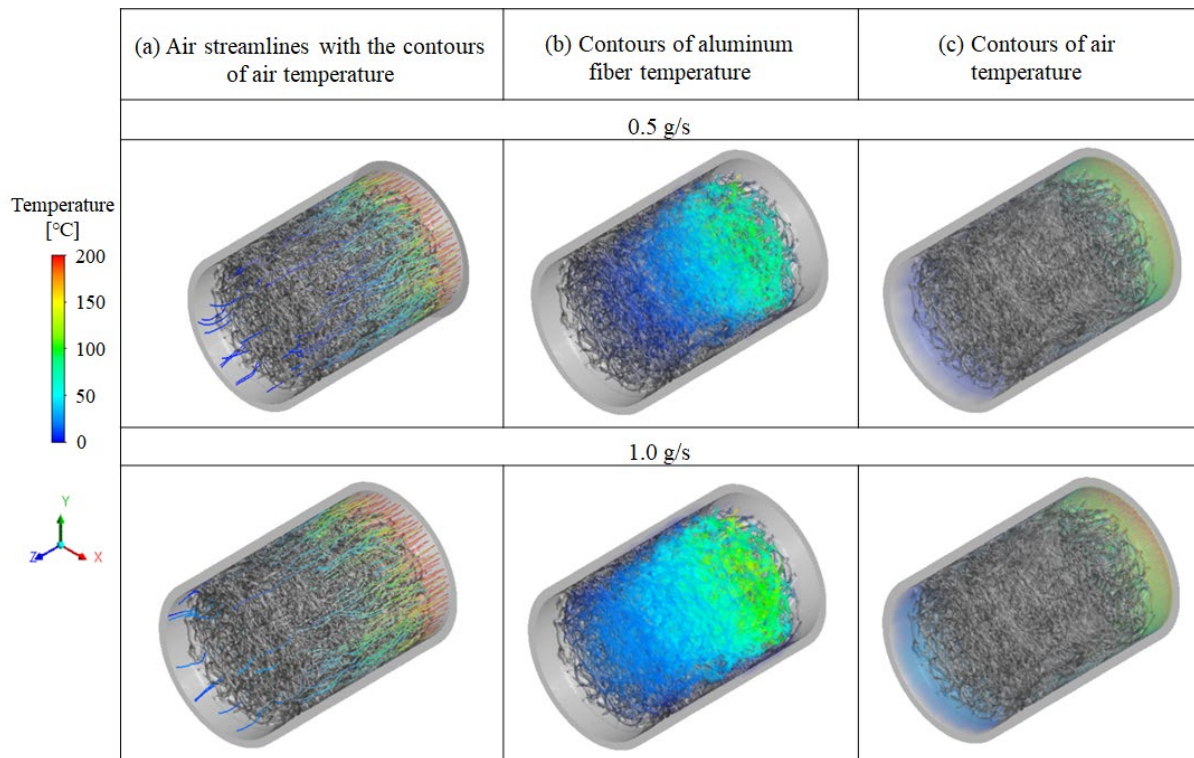 (a) Air streamlines with the contours
of air temperature
(b) Contours of aluminum
fiber temperature
(c) Contours of air
temperature
0.5 g/s
Temperature
[°C]
200
150
100
50
0
1.0 g/s
Y
Z
X